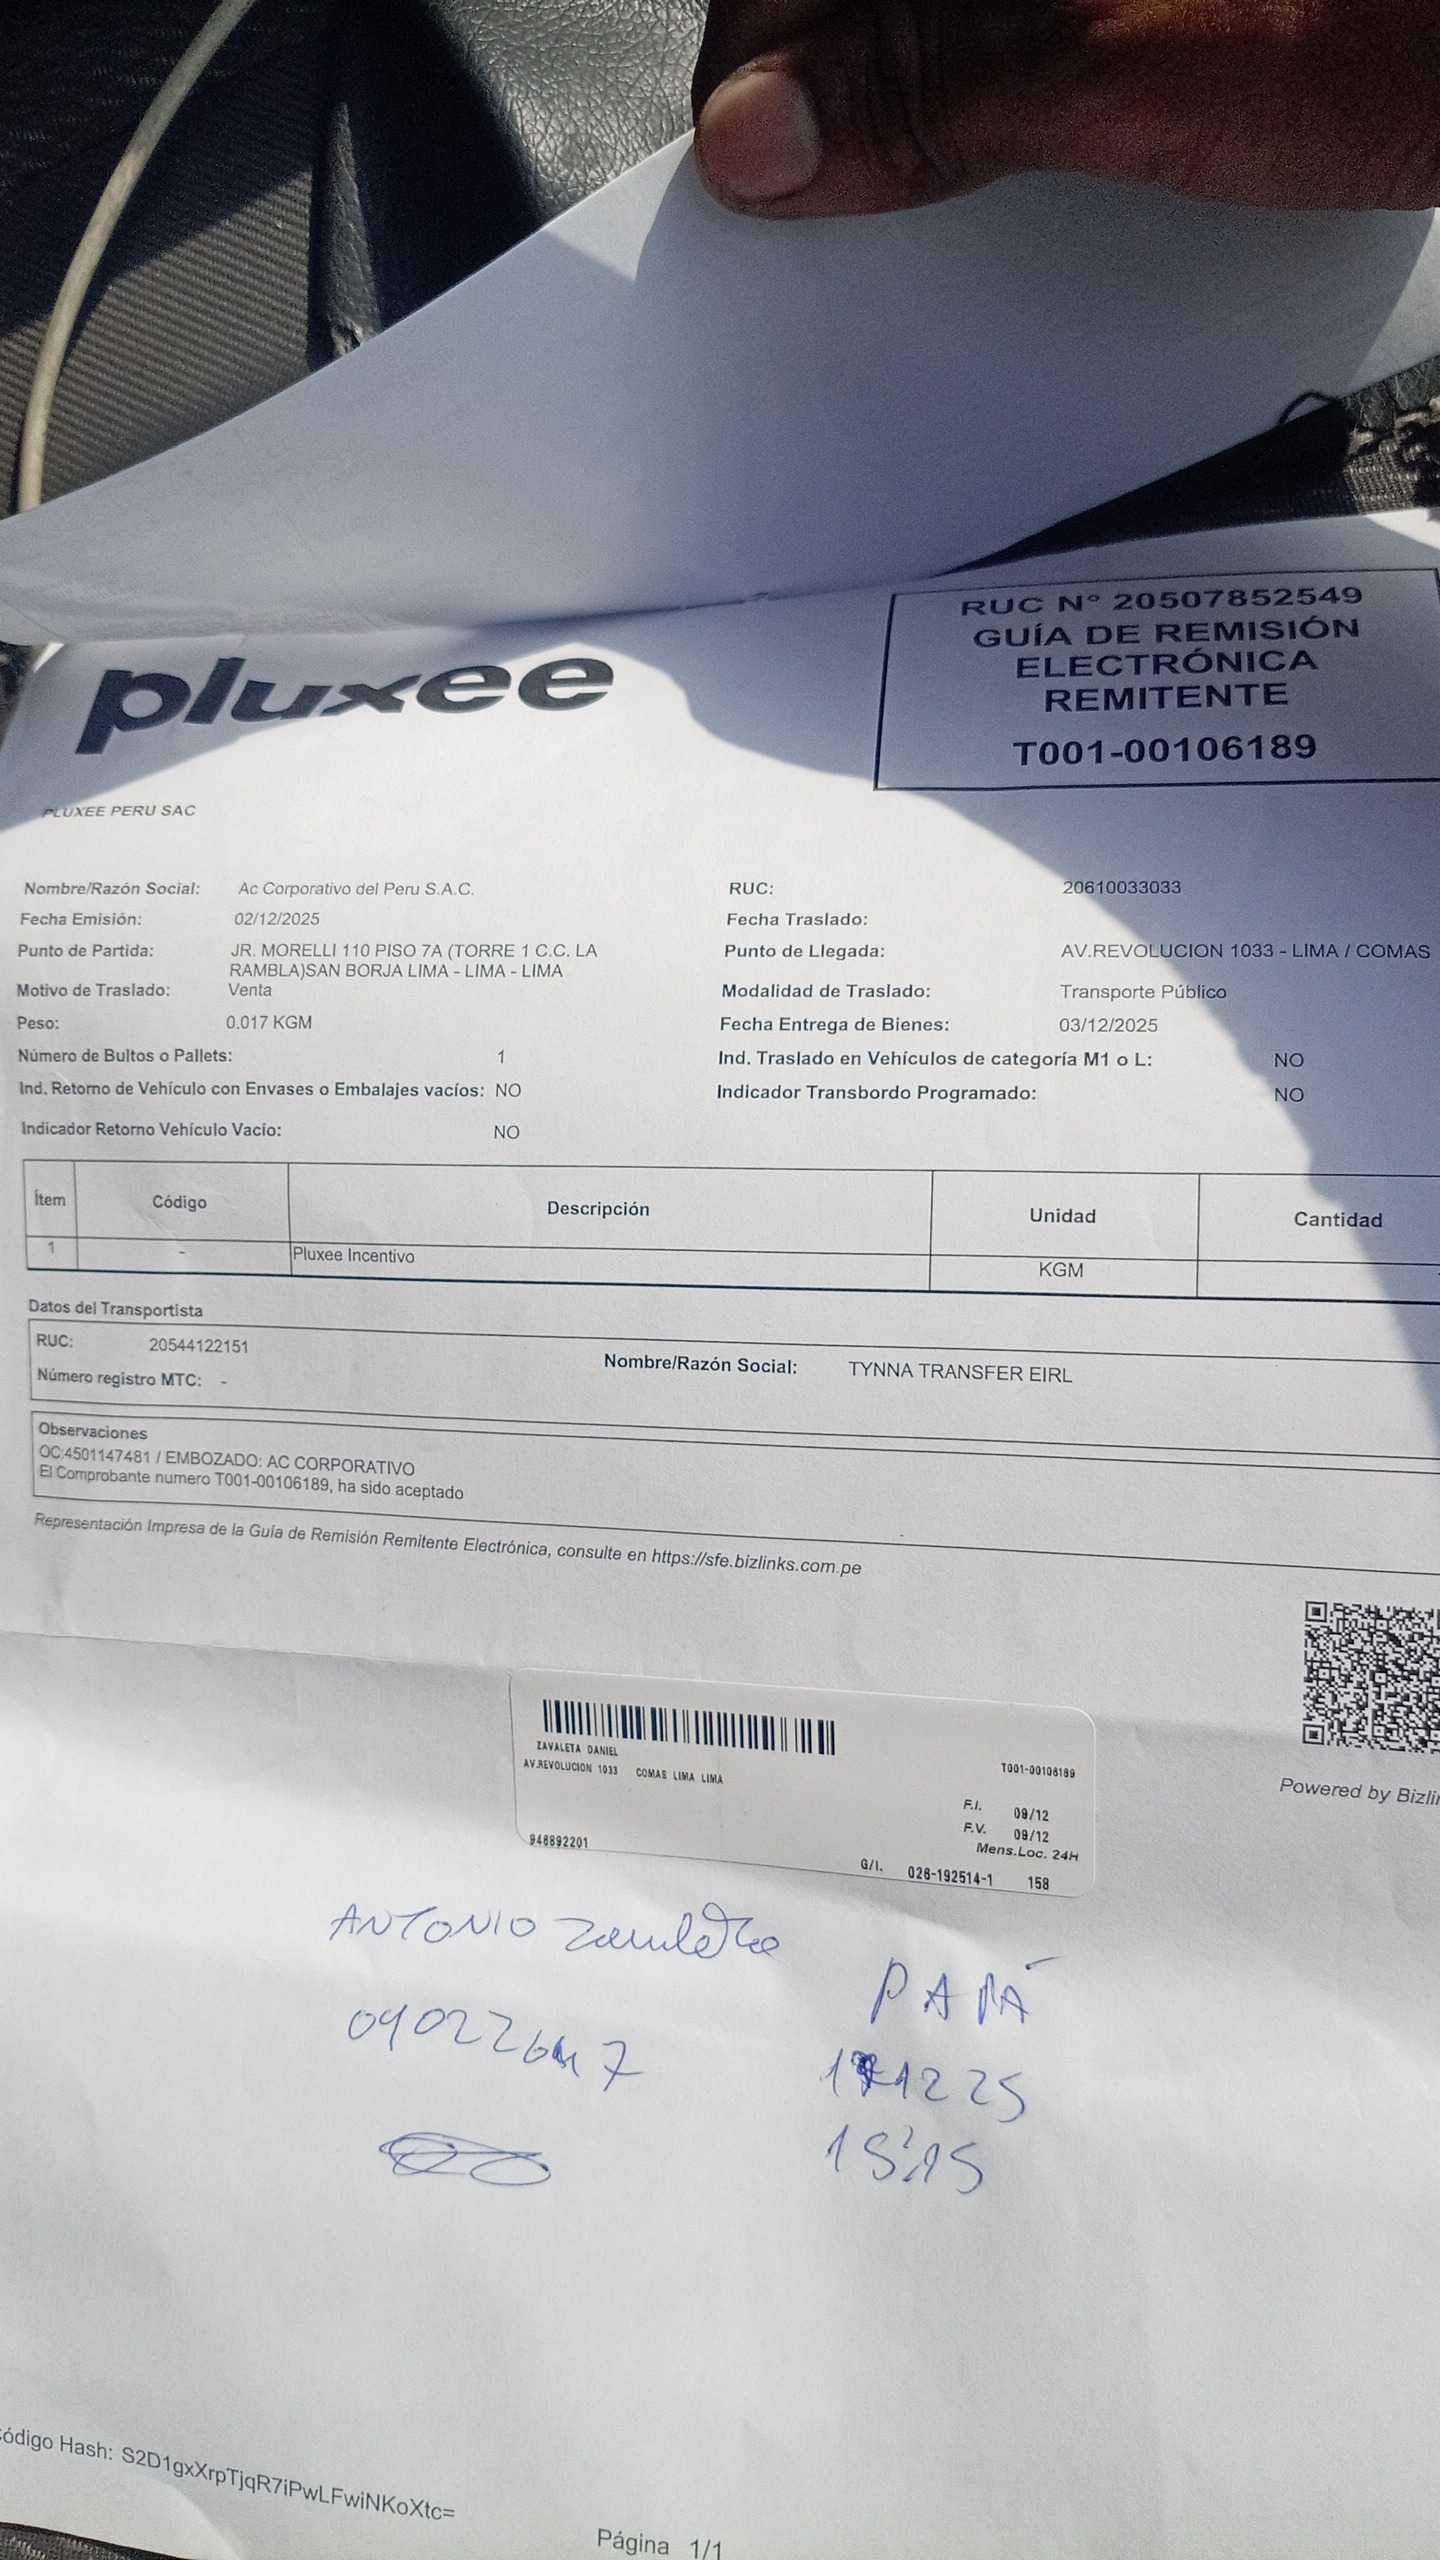 pluxee
RUC N° 20507852549
GUÍA DE REMISIÓN
ELECTRÓNICA
REMITENTE
T001-00106189
PLUXEE PERU SAC
Nombre/Razón Social: Ac Corporativo del Peru S.A.C. RUC: 20610033033
Fecha Emisión: 02/12/2025 Fecha Traslado:
Punto de Partida: JR. MORELLI 110 PISO 7A (TORRE 1 C.C. LA Punto de Llegada: AV.REVOLUCION 1033 - LIMA / COMAS
RAMBLA)SAN BORJA LIMA - LIMA - LIMA
Motivo de Traslado: Venta Modalidad de Traslado: Transporte Público
Peso: 0.017 KGM Fecha Entrega de Bienes: 03/12/2025
Número de Bultos o Pallets: 1 Ind. Traslado en Vehículos de categoría M1 o L: NO
Ind. Retorno de Vehículo con Envases o Embalajes vacíos: NO Indicador Transbordo Programado: NO
Indicador Retorno Vehículo Vacío: NO
Ítem Código Descripción Unidad Cantidad
1 - Pluxee Incentivo KGM
Datos del Transportista
RUC: 20544122151 Nombre/Razón Social: TYNNA TRANSFER EIRL
Número registro MTC: -
Observaciones
OC:4501147481 / EMBOZADO: AC CORPORATIVO
El Comprobante numero T001-00106189, ha sido aceptado
Representación Impresa de la Guía de Remisión Remitente Electrónica, consulte en https://sfe.bizlinks.com.pe
Powered by Bizlin
ZAVALETA DANIEL T001-00106189
AV.REVOLUCION 1033 COMAS LIMA LIMA
F.I. 09/12
F.V. 09/12
Mens.Loc. 24H
946892201
G/I. 026-192514-1 158
ANTONIO Zavaleta
PAPÁ
1225
15:15
Código Hash: S2D1gxXrpTjqR7iPwLFwiNKoXtc=
Página 1/1